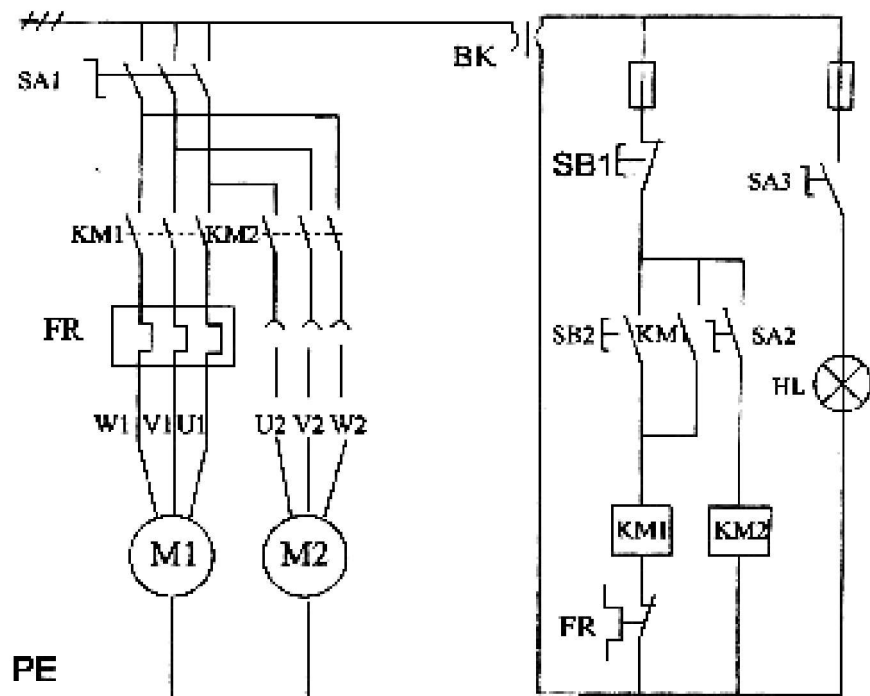 BK
SA1
SB1
SA3
KM1
KM2
FR
SB2
KM1
SA2
HL
W1 V1 U1
U2 V2 W2
M1
M2
KM1
KM2
FR
PE